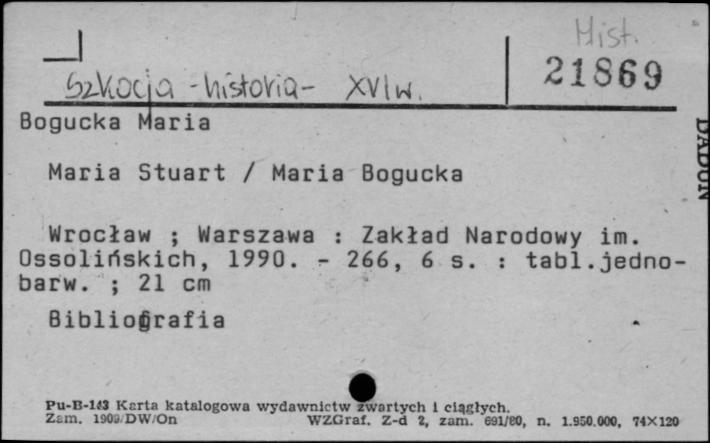 Hist.
21869
Szkocja - historia - XVI w.
Bogucka Maria
Maria Stuart / Maria Bogucka
Wrocław ; Warszawa : Zakład Narodowy im.
Ossolińskich, 1990. - 266, 6 s. : tabl.jedno-
barw. ; 21 cm
Bibliografia
Pu-B-143 Karta katalogowa wydawnictw zwartych i ciągłych.
Zam. 1909/DW/On WZGraf. Z-d 2, zam. 691/80, n. 1.950.000, 74×120